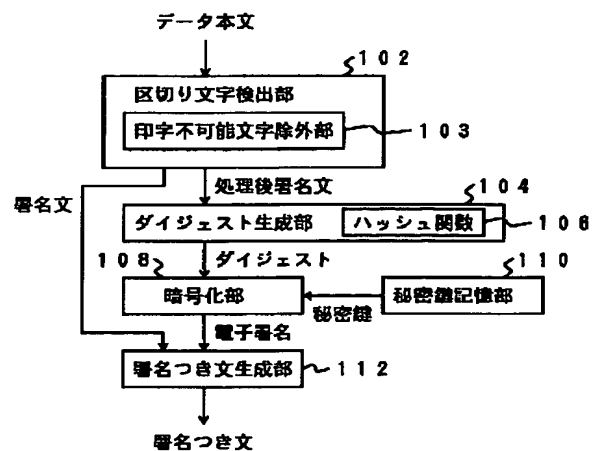 データ本文
102
区切り文字検出部
印字不可能文字除外部
103
署名文
処理後署名文
104
ダイジェスト生成部
ハッシュ関数
106
108
ダイジェスト
110
暗号化部
秘密鍵
秘密鍵記憶部
電子署名
署名つき文生成部
112
署名つき文